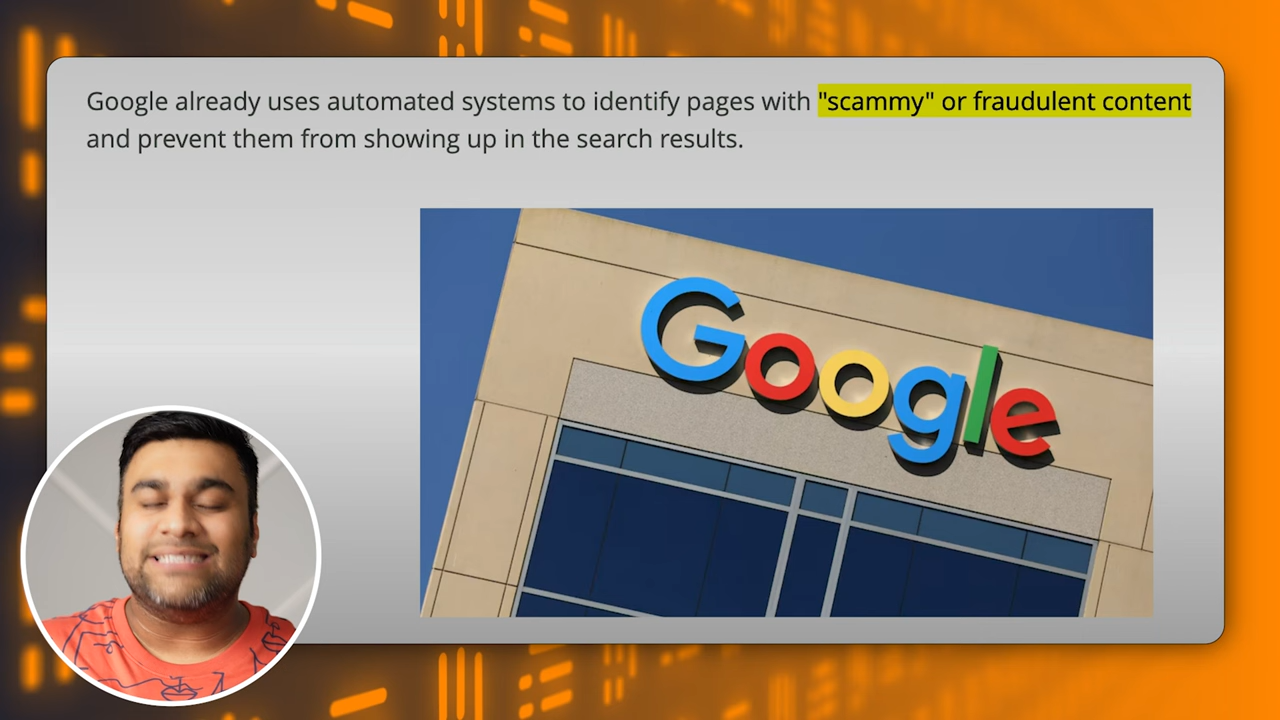 Google already uses automated systems to identify pages with "scammy" or fraudulent content
and prevent them from showing up in the search results.
Google